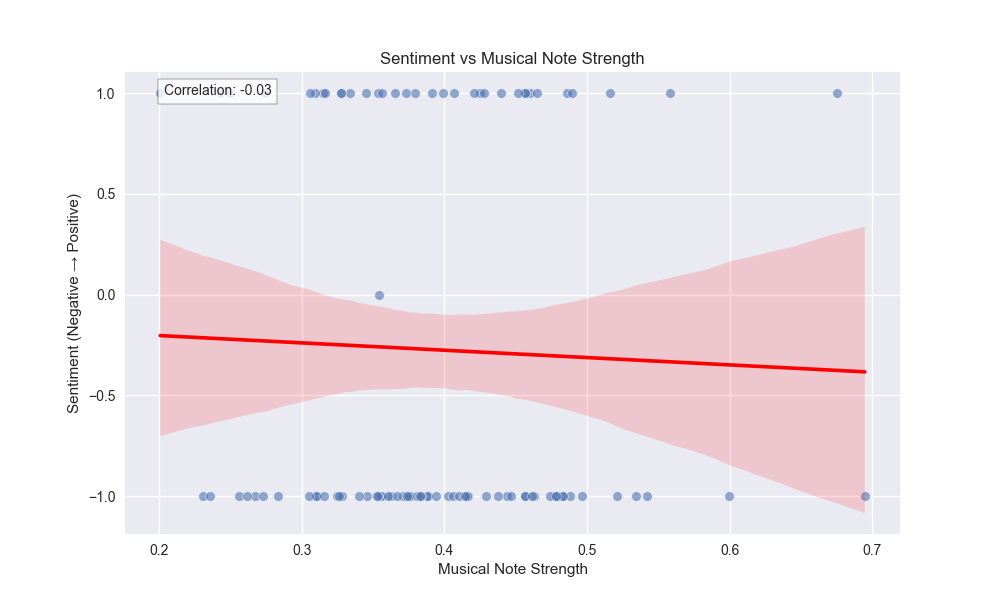 Sentiment vs Musical Note Strength
Correlation: -0.03
1.0
0.5
0.0
−0.5
−1.0
Sentiment (Negative → Positive)
0.2 0.3 0.4 0.5 0.6 0.7
Musical Note Strength